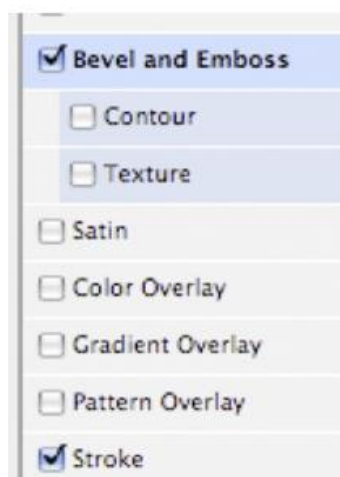 Bevel and Emboss
Contour
Texture
Satin
Color Overlay
Gradient Overlay
Pattern Overlay
Stroke